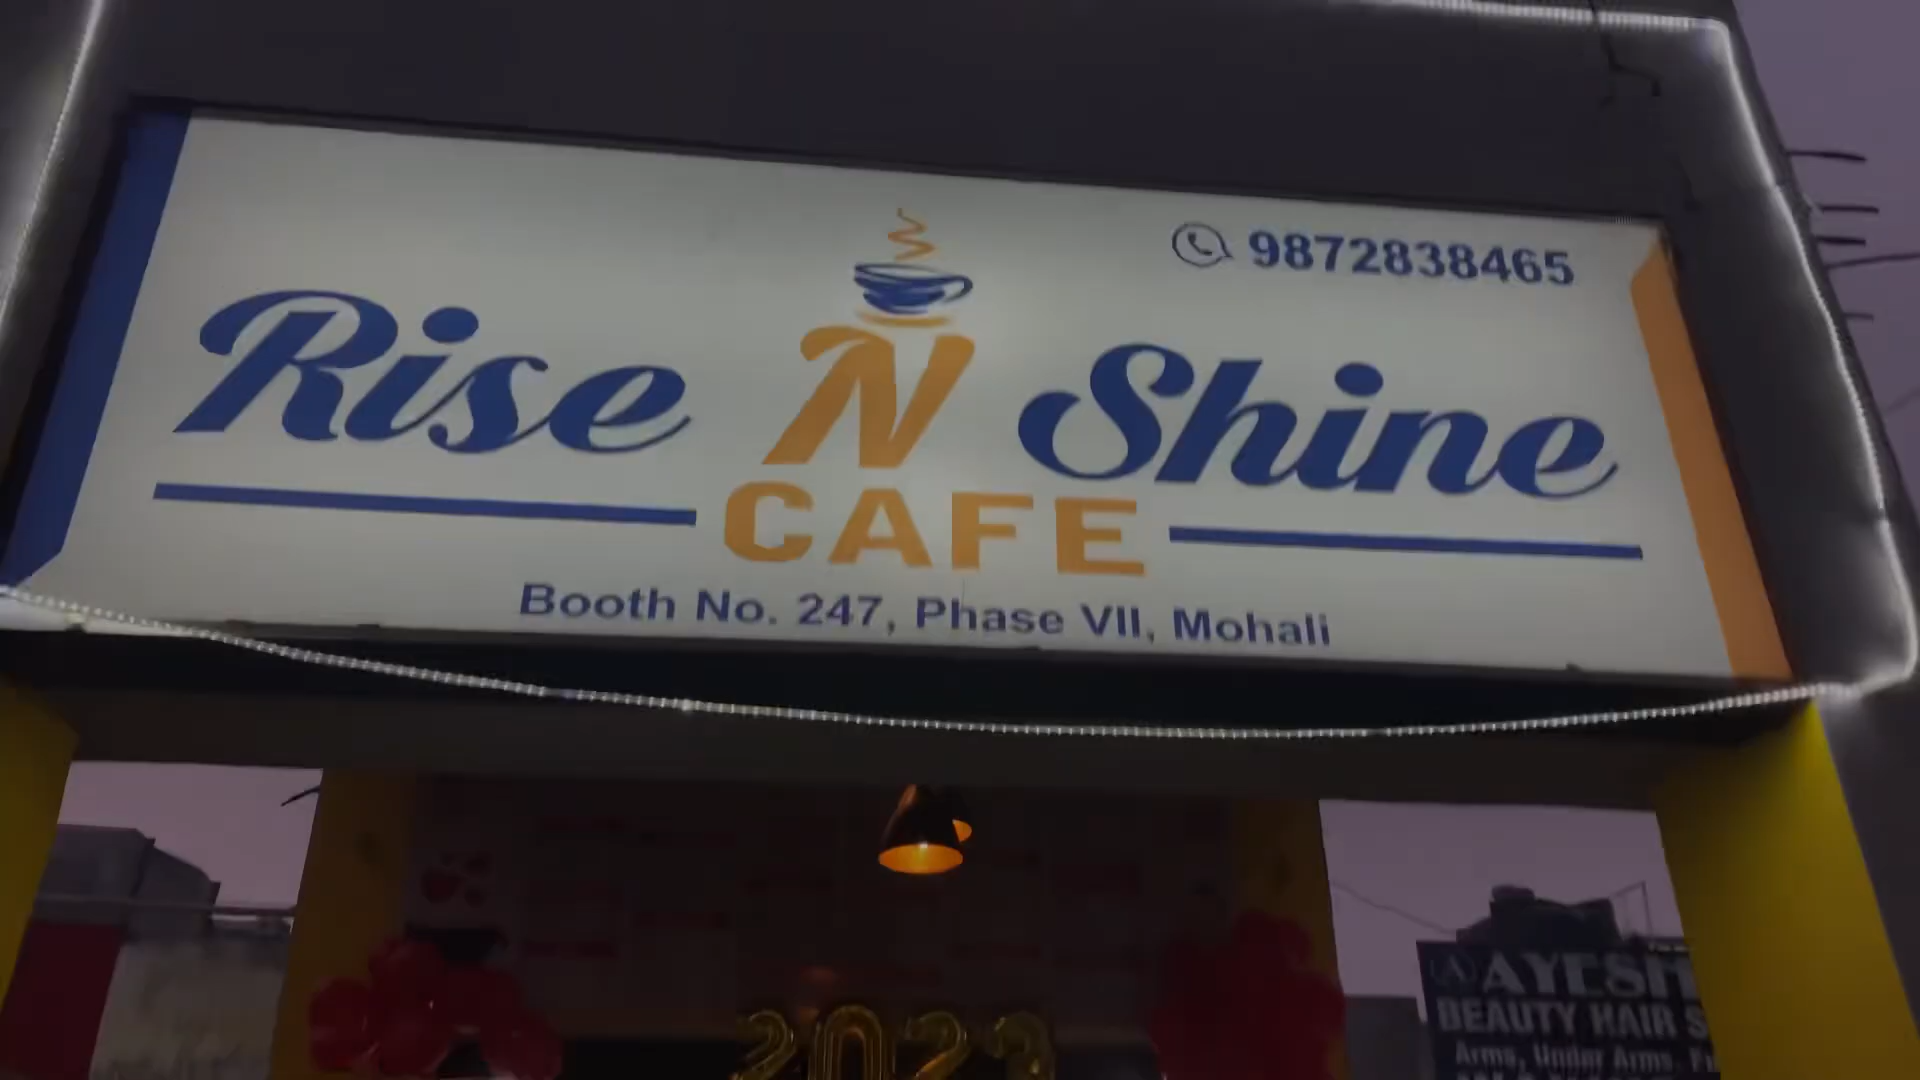 9872838465
Rise N Shine
CAFE
Booth No. 247, Phase VII, Mohali
BEAUTY HAIR
Arms, Under Arms.